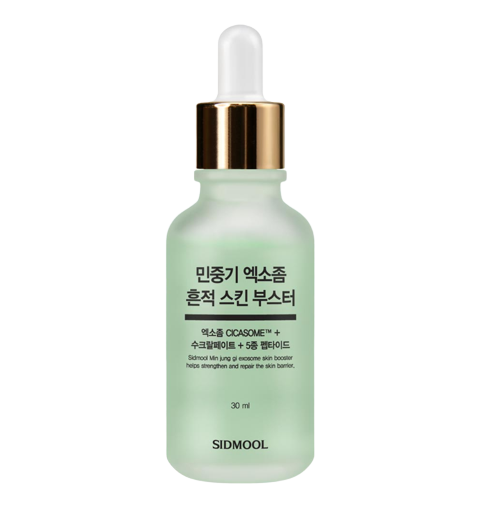 민중기 엑소좀
흔적 스킨 부스터
엑소좀 CICASOME™ +
수크랄페이트 + 5종 펩타이드
Sidmool Min jung gi exosome skin booster
helps strengthen and repair the skin barrier.
30 ml
SIDMOOL